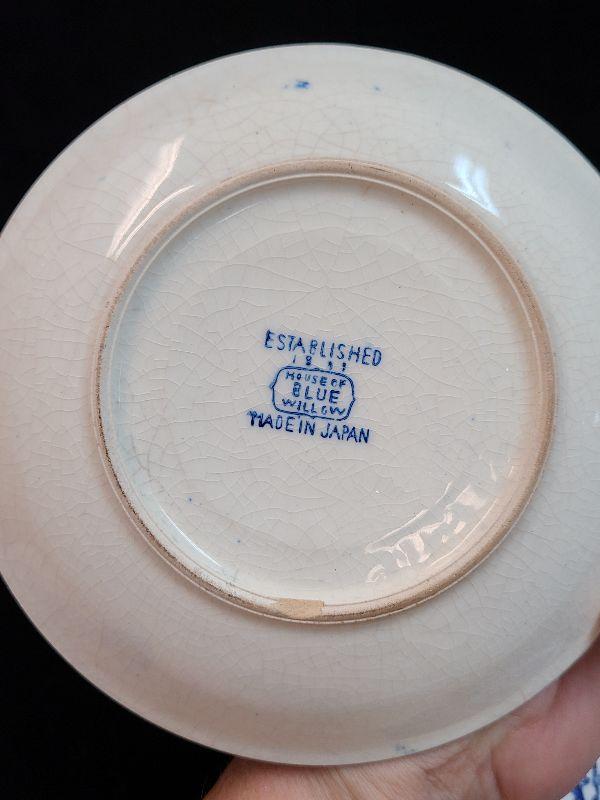 ESTABLISHED
HOUSE OF
BLUE
WILLOW
MADE IN JAPAN